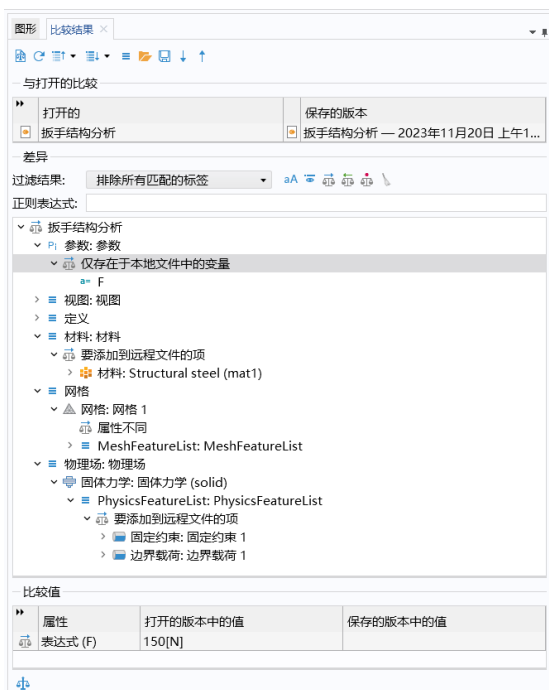 图形 比较结果
与打开的比较
打开的 保存的版本
扳手结构分析 扳手结构分析 — 2023年11月20日 上午1...
差异
过滤结果: 排除所有匹配的标签 aA
正则表达式:
扳手结构分析
Pi 参数: 参数
仅存在于本地文件中的变量
a= F
视图: 视图
定义
材料: 材料
要添加到远程文件的项
材料: Structural steel (mat1)
网格
网格: 网格 1
属性不同
MeshFeatureList: MeshFeatureList
物理场: 物理场
固体力学: 固体力学 (solid)
PhysicsFeatureList: PhysicsFeatureList
要添加到远程文件的项
固定约束: 固定约束 1
边界载荷: 边界载荷 1
比较值
属性 打开的版本中的值 保存的版本中的值
表达式 (F) 150[N]